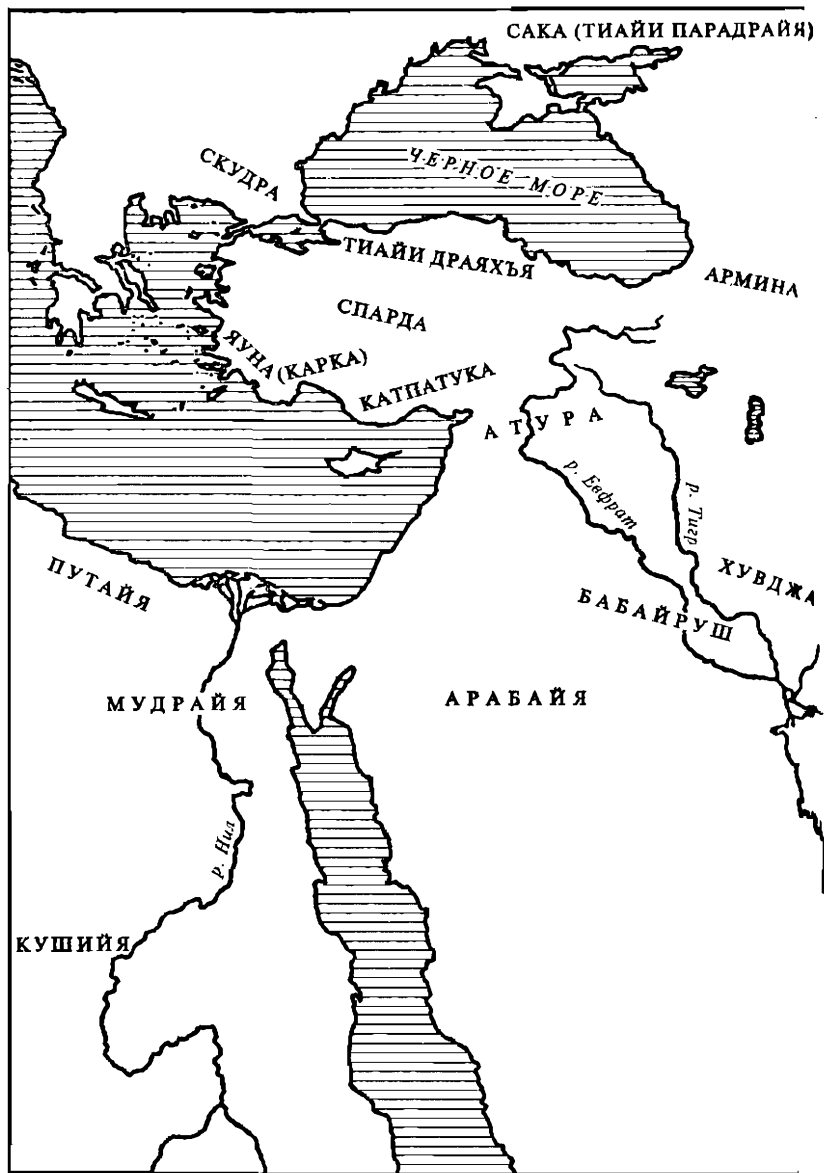 САКА (ТИАЙИ ПАРАДРАЙЯ)
ЧЕРНОЕ МОРЕ
СКУДРА
ТИАЙИ ДРАЯХЪЯ
АРМИНА
СПАРДА
ЯУНА (КАРКА)
КАТПАТУКА
АТУРА
р. Евфрат
р. Тигр
ПУТАЙЯ
ХУВДЖА
БАБАЙРУШ
МУДРАЙЯ
АРАБАЙЯ
р. Нил
КУШИЙЯ